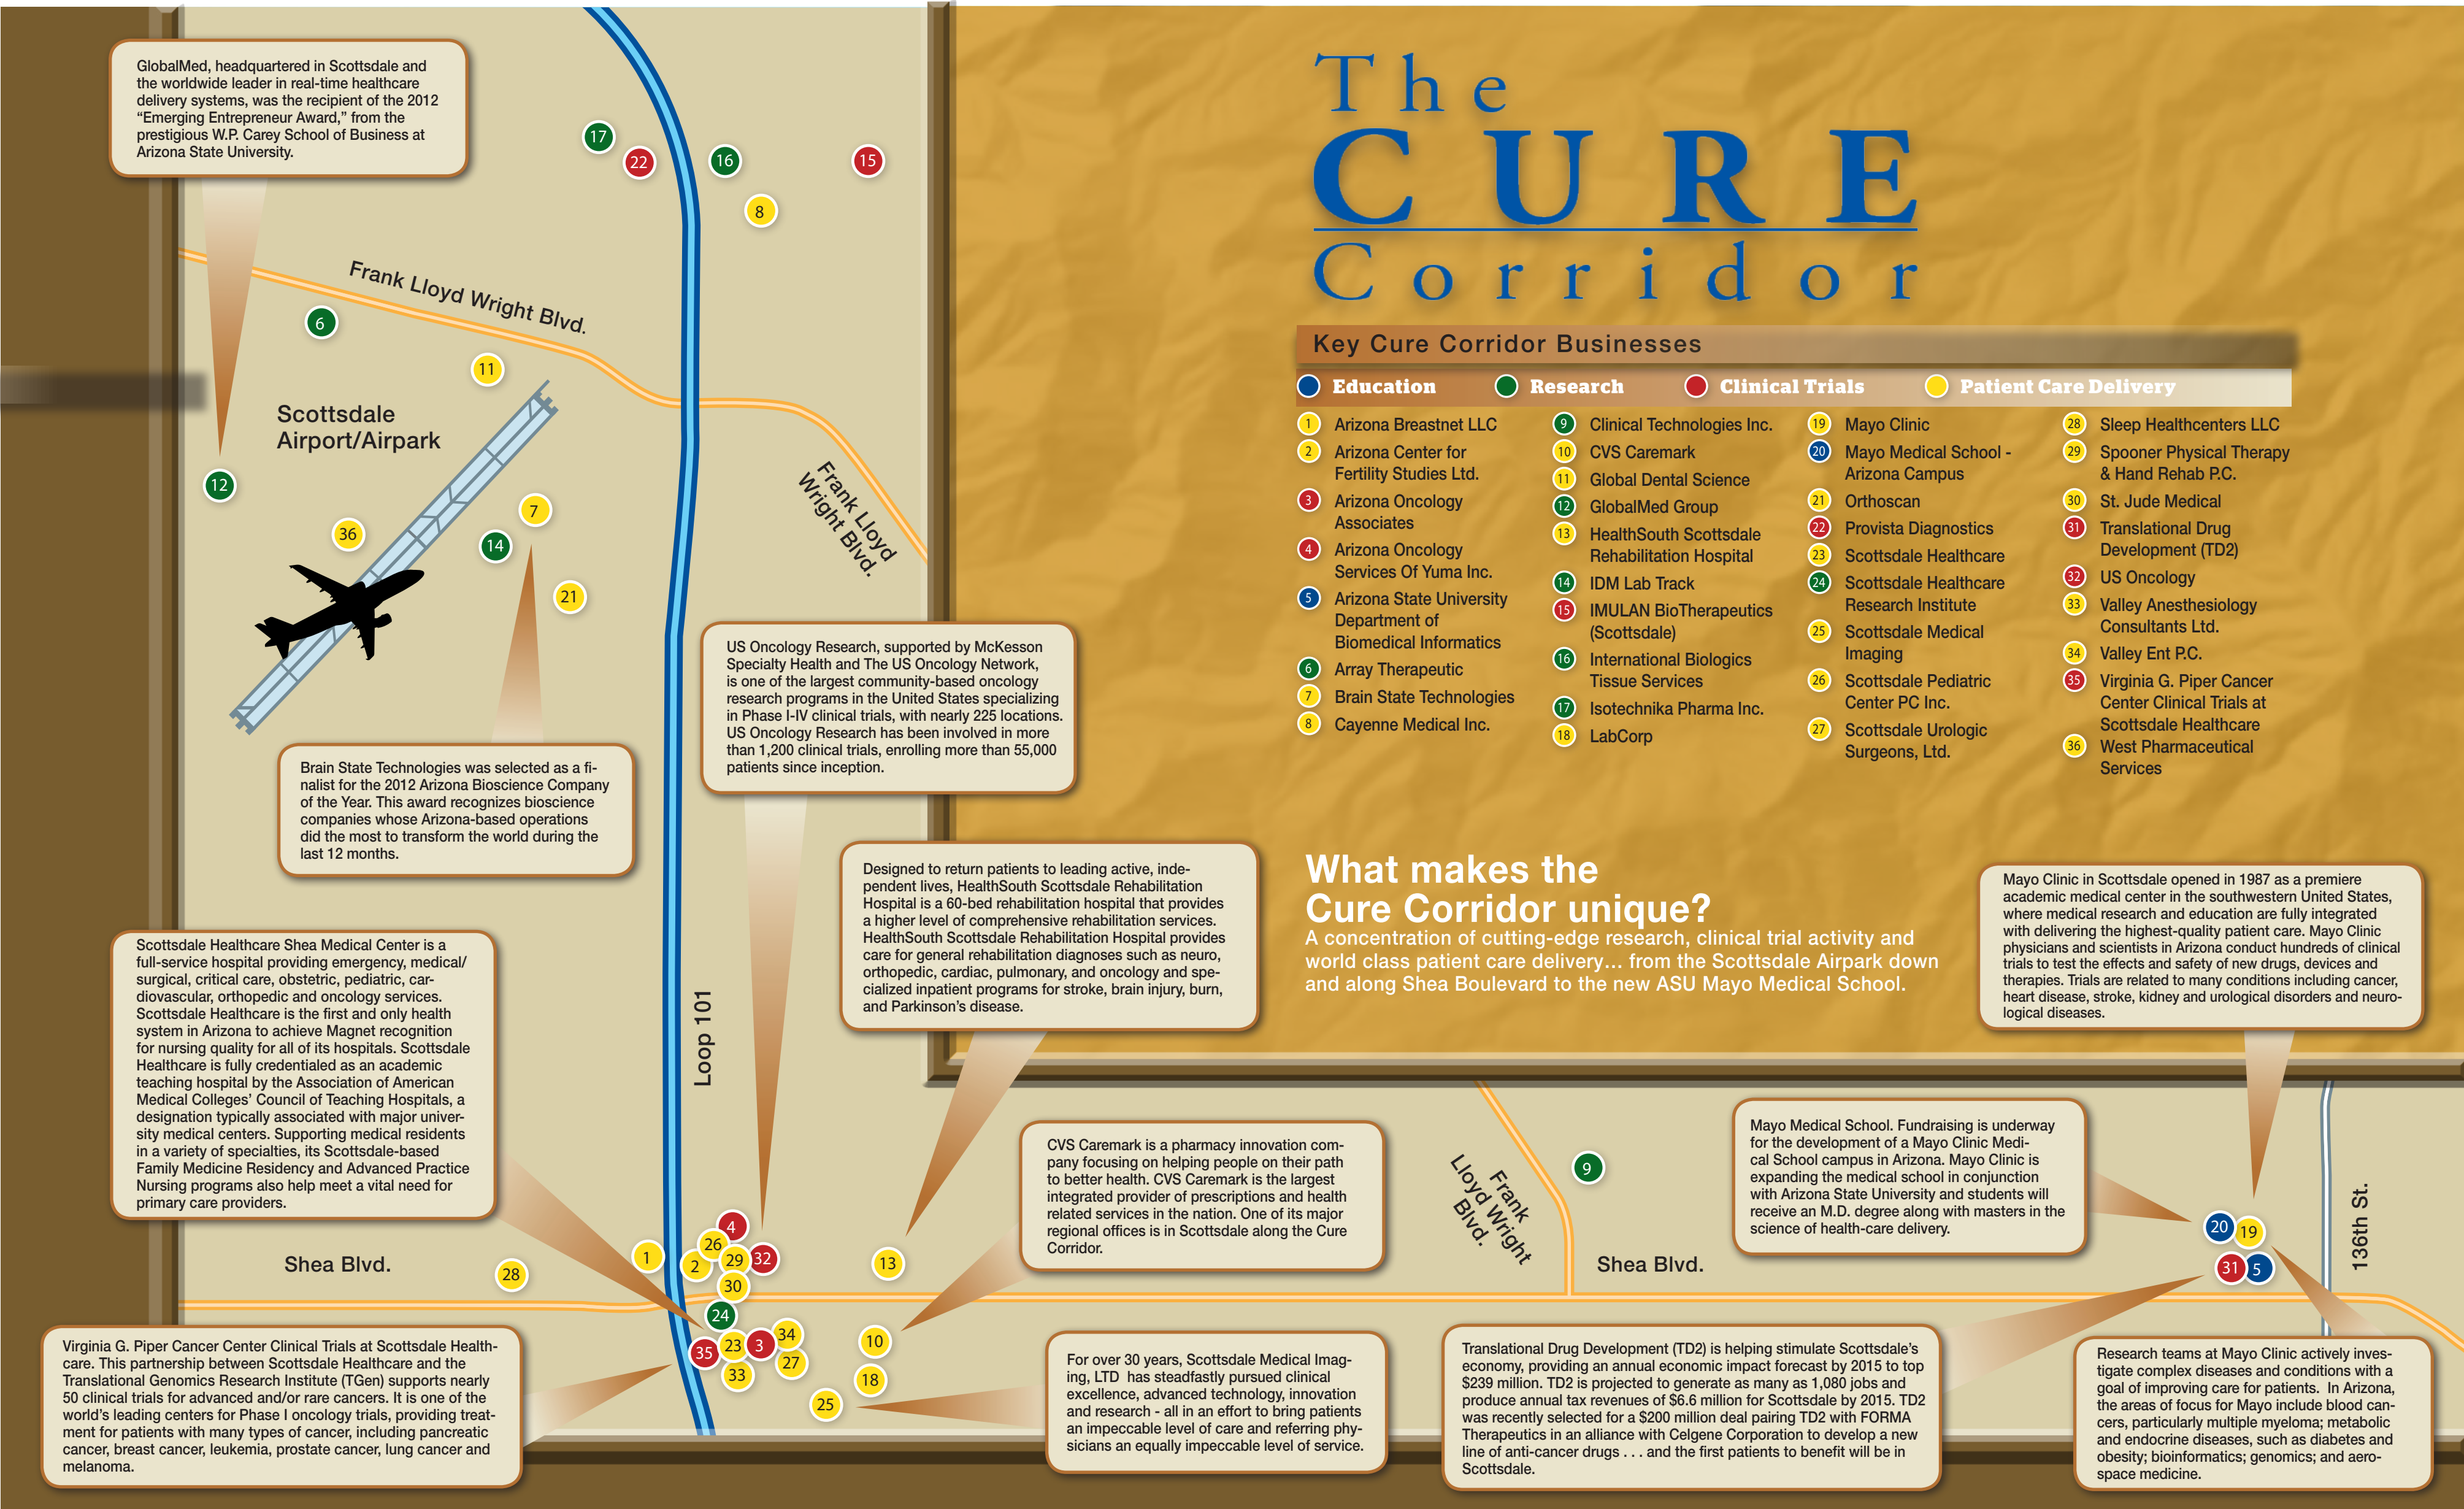 The
CURE
Corridor
Key Cure Corridor Businesses
Education
Research
Clinical Trials
Patient Care Delivery
1 Arizona Breastnet LLC
2 Arizona Center for
Fertility Studies Ltd.
3 Arizona Oncology
Associates
4 Arizona Oncology
Services Of Yuma Inc.
5 Arizona State University
Department of
Biomedical Informatics
6 Array Therapeutic
7 Brain State Technologies
8 Cayenne Medical Inc.
9 Clinical Technologies Inc.
10 CVS Caremark
11 Global Dental Science
12 GlobalMed Group
13 HealthSouth Scottsdale
Rehabilitation Hospital
14 IDM Lab Track
15 IMULAN BioTherapeutics
(Scottsdale)
16 International Biologics
Tissue Services
17 Isotechnika Pharma Inc.
18 LabCorp
19 Mayo Clinic
20 Mayo Medical School -
Arizona Campus
21 Orthoscan
22 Provista Diagnostics
23 Scottsdale Healthcare
24 Scottsdale Healthcare
Research Institute
25 Scottsdale Medical
Imaging
26 Scottsdale Pediatric
Center PC Inc.
27 Scottsdale Urologic
Surgeons, Ltd.
28 Sleep Healthcenters LLC
29 Spooner Physical Therapy
& Hand Rehab P.C.
30 St. Jude Medical
31 Translational Drug
Development (TD2)
32 US Oncology
33 Valley Anesthesiology
Consultants Ltd.
34 Valley Ent P.C.
35 Virginia G. Piper Cancer
Center Clinical Trials at
Scottsdale Healthcare
36 West Pharmaceutical
Services
What makes the
Cure Corridor unique?
A concentration of cutting-edge research, clinical trial activity and
world class patient care delivery... from the Scottsdale Airpark down
and along Shea Boulevard to the new ASU Mayo Medical School.
GlobalMed, headquartered in Scottsdale and
the worldwide leader in real-time healthcare
delivery systems, was the recipient of the 2012
“Emerging Entrepreneur Award,” from the
prestigious W.P. Carey School of Business at
Arizona State University.
17
22
16
15
8
Frank Lloyd Wright Blvd.
6
11
Scottsdale
Airport/Airpark
12
36
7
14
21
Frank Lloyd
Wright Blvd.
US Oncology Research, supported by McKesson
Specialty Health and The US Oncology Network,
is one of the largest community-based oncology
research programs in the United States specializing
in Phase I-IV clinical trials, with nearly 225 locations.
US Oncology Research has been involved in more
than 1,200 clinical trials, enrolling more than 55,000
patients since inception.
Brain State Technologies was selected as a fi-
nalist for the 2012 Arizona Bioscience Company
of the Year. This award recognizes bioscience
companies whose Arizona-based operations
did the most to transform the world during the
last 12 months.
Designed to return patients to leading active, inde-
pendent lives, HealthSouth Scottsdale Rehabilitation
Hospital is a 60-bed rehabilitation hospital that provides
a higher level of comprehensive rehabilitation services.
HealthSouth Scottsdale Rehabilitation Hospital provides
care for general rehabilitation diagnoses such as neuro,
orthopedic, cardiac, pulmonary, and oncology and spe-
cialized inpatient programs for stroke, brain injury, burn,
and Parkinson’s disease.
Mayo Clinic in Scottsdale opened in 1987 as a premiere
academic medical center in the southwestern United States,
where medical research and education are fully integrated
with delivering the highest-quality patient care. Mayo Clinic
physicians and scientists in Arizona conduct hundreds of clinical
trials to test the effects and safety of new drugs, devices and
therapies. Trials are related to many conditions including cancer,
heart disease, stroke, kidney and urological disorders and neuro-
logical diseases.
Scottsdale Healthcare Shea Medical Center is a
full-service hospital providing emergency, medical/
surgical, critical care, obstetric, pediatric, car-
diovascular, orthopedic and oncology services.
Scottsdale Healthcare is the first and only health
system in Arizona to achieve Magnet recognition
for nursing quality for all of its hospitals. Scottsdale
Healthcare is fully credentialed as an academic
teaching hospital by the Association of American
Medical Colleges’ Council of Teaching Hospitals, a
designation typically associated with major univer-
sity medical centers. Supporting medical residents
in a variety of specialties, its Scottsdale-based
Family Medicine Residency and Advanced Practice
Nursing programs also help meet a vital need for
primary care providers.
Loop 101
CVS Caremark is a pharmacy innovation com-
pany focusing on helping people on their path
to better health. CVS Caremark is the largest
integrated provider of prescriptions and health
related services in the nation. One of its major
regional offices is in Scottsdale along the Cure
Corridor.
Frank
Lloyd Wright
Blvd.
9
Mayo Medical School. Fundraising is underway
for the development of a Mayo Clinic Medi-
cal School campus in Arizona. Mayo Clinic is
expanding the medical school in conjunction
with Arizona State University and students will
receive an M.D. degree along with masters in the
science of health-care delivery.
136th St.
Shea Blvd.
28
1
4
26
2
29
32
30
13
24
35
23
3
34
33
27
10
18
25
Shea Blvd.
20
19
31
5
Virginia G. Piper Cancer Center Clinical Trials at Scottsdale Health-
care. This partnership between Scottsdale Healthcare and the
Translational Genomics Research Institute (TGen) supports nearly
50 clinical trials for advanced and/or rare cancers. It is one of the
world’s leading centers for Phase I oncology trials, providing treat-
ment for patients with many types of cancer, including pancreatic
cancer, breast cancer, leukemia, prostate cancer, lung cancer and
melanoma.
For over 30 years, Scottsdale Medical Imag-
ing, LTD has steadfastly pursued clinical
excellence, advanced technology, innovation
and research - all in an effort to bring patients
an impeccable level of care and referring phy-
sicians an equally impeccable level of service.
Translational Drug Development (TD2) is helping stimulate Scottsdale’s
economy, providing an annual economic impact forecast by 2015 to top
$239 million. TD2 is projected to generate as many as 1,080 jobs and
produce annual tax revenues of $6.6 million for Scottsdale by 2015. TD2
was recently selected for a $200 million deal pairing TD2 with FORMA
Therapeutics in an alliance with Celgene Corporation to develop a new
line of anti-cancer drugs . . . and the first patients to benefit will be in
Scottsdale.
Research teams at Mayo Clinic actively inves-
tigate complex diseases and conditions with a
goal of improving care for patients. In Arizona,
the areas of focus for Mayo include blood can-
cers, particularly multiple myeloma; metabolic
and endocrine diseases, such as diabetes and
obesity; bioinformatics; genomics; and aero-
space medicine.